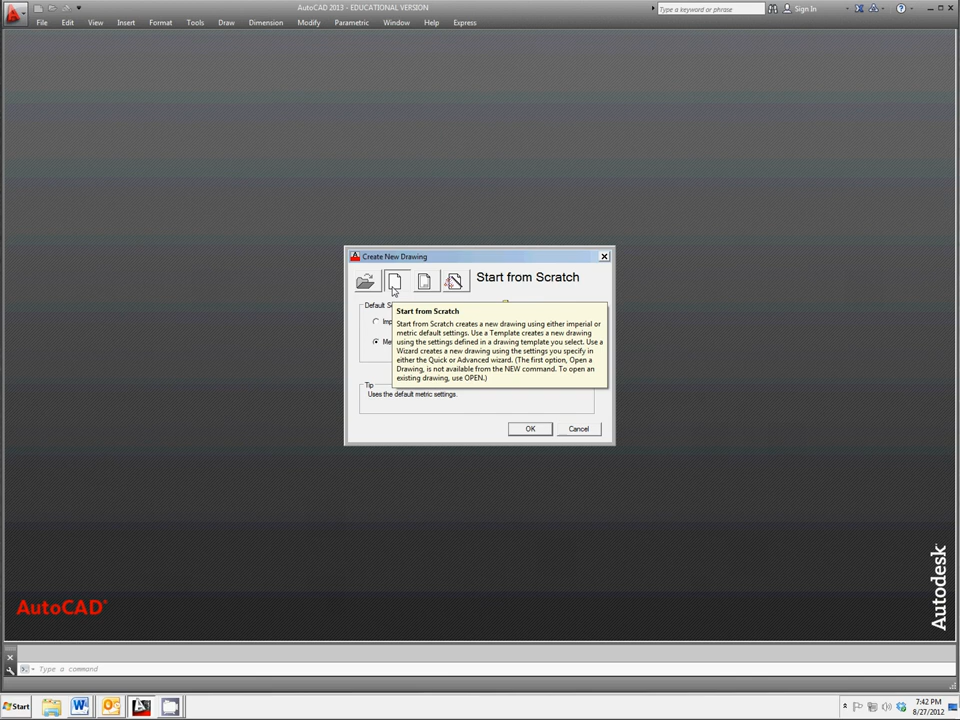 AutoCAD 2013 - EDUCATIONAL VERSION
Type a keyword or phrase
Sign In
File Edit View Insert Format Tools Draw Dimension Modify Parametric Window Help Express
Create New Drawing
Start from Scratch
Start from Scratch
Start from Scratch creates a new drawing using either imperial or
metric default settings. Use a Template creates a new drawing
using the settings defined in a drawing template you select. Use a
Wizard creates a new drawing using the settings you specify in
either the Quick or Advanced wizard. (The first option, Open a
Drawing, is not available from the NEW command. To open an
existing drawing, use OPEN.)
Default
Tip
Uses the default metric settings.
OK Cancel
Autodesk
AutoCAD
Type a command
Start
7:42 PM
8/27/2012